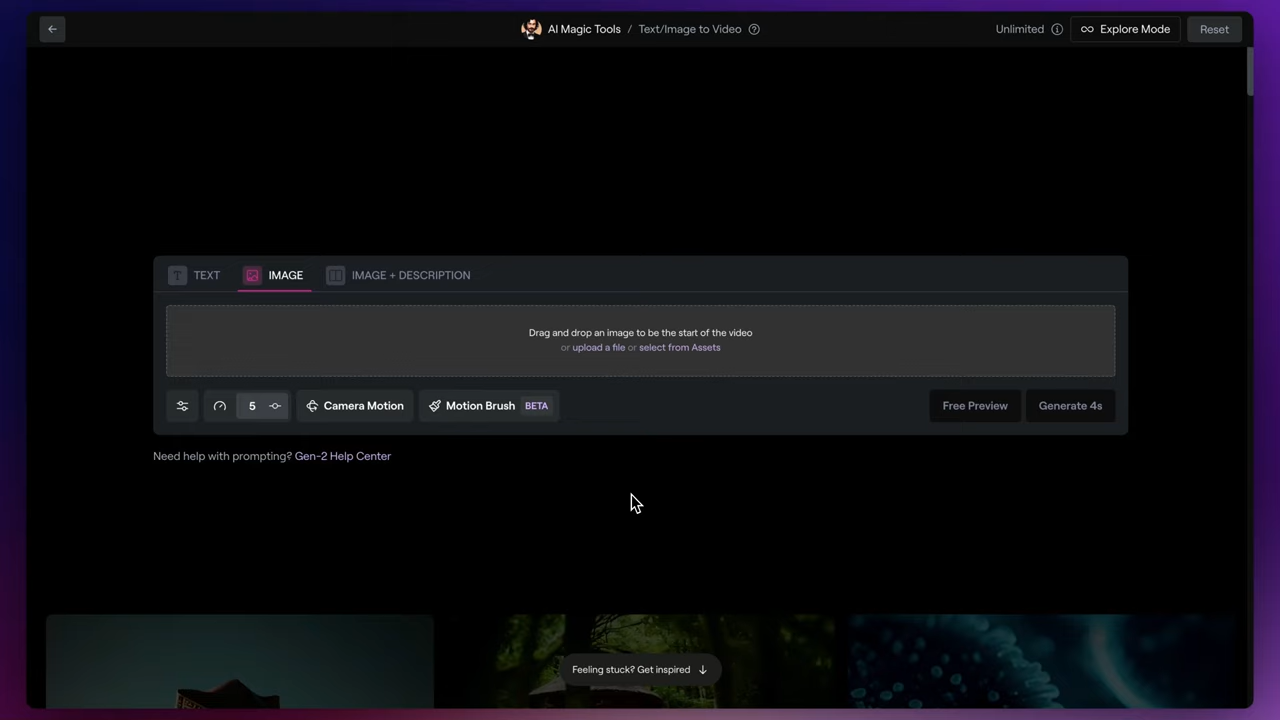 AI Magic Tools / Text/Image to Video
Unlimited
Explore Mode
Reset
T TEXT
IMAGE
IMAGE + DESCRIPTION
Drag and drop an image to be the start of the video
or upload a file or select from Assets
5
Camera Motion
Motion Brush BETA
Free Preview
Generate 4s
Need help with prompting? Gen-2 Help Center
Feeling stuck? Get inspired ↓